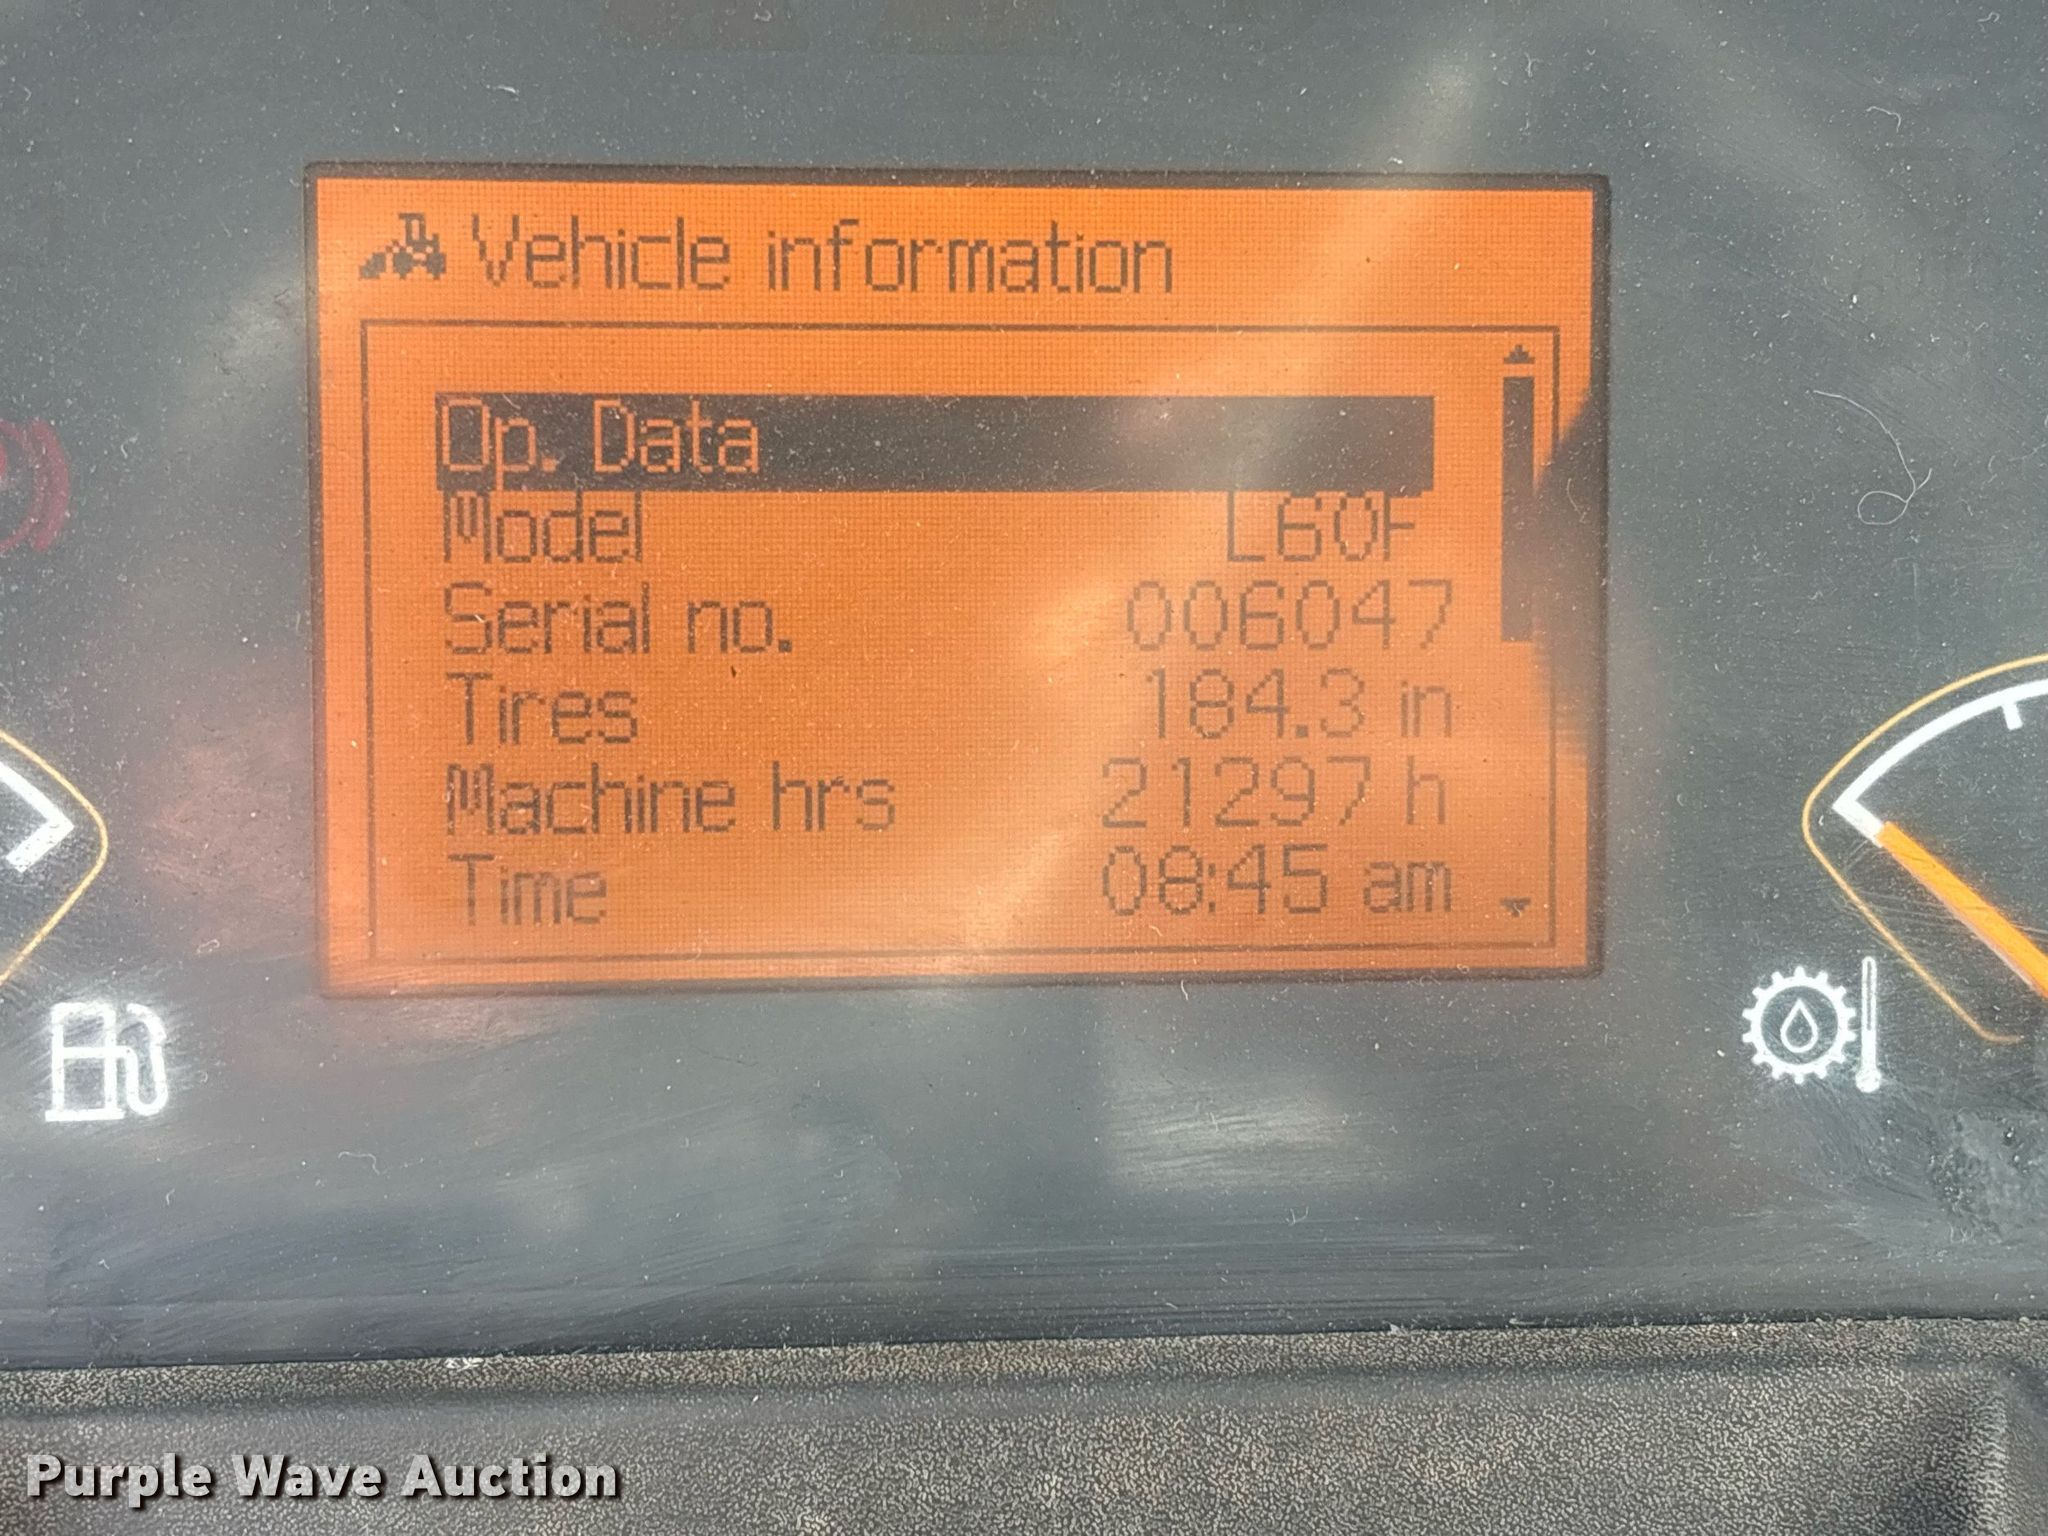 Vehicle information
Op. Data
Model L60F
Serial no. 006047
Tires 184.3 in
Machine hrs 21297 h
Time 08:45 am
Purple Wave Auction